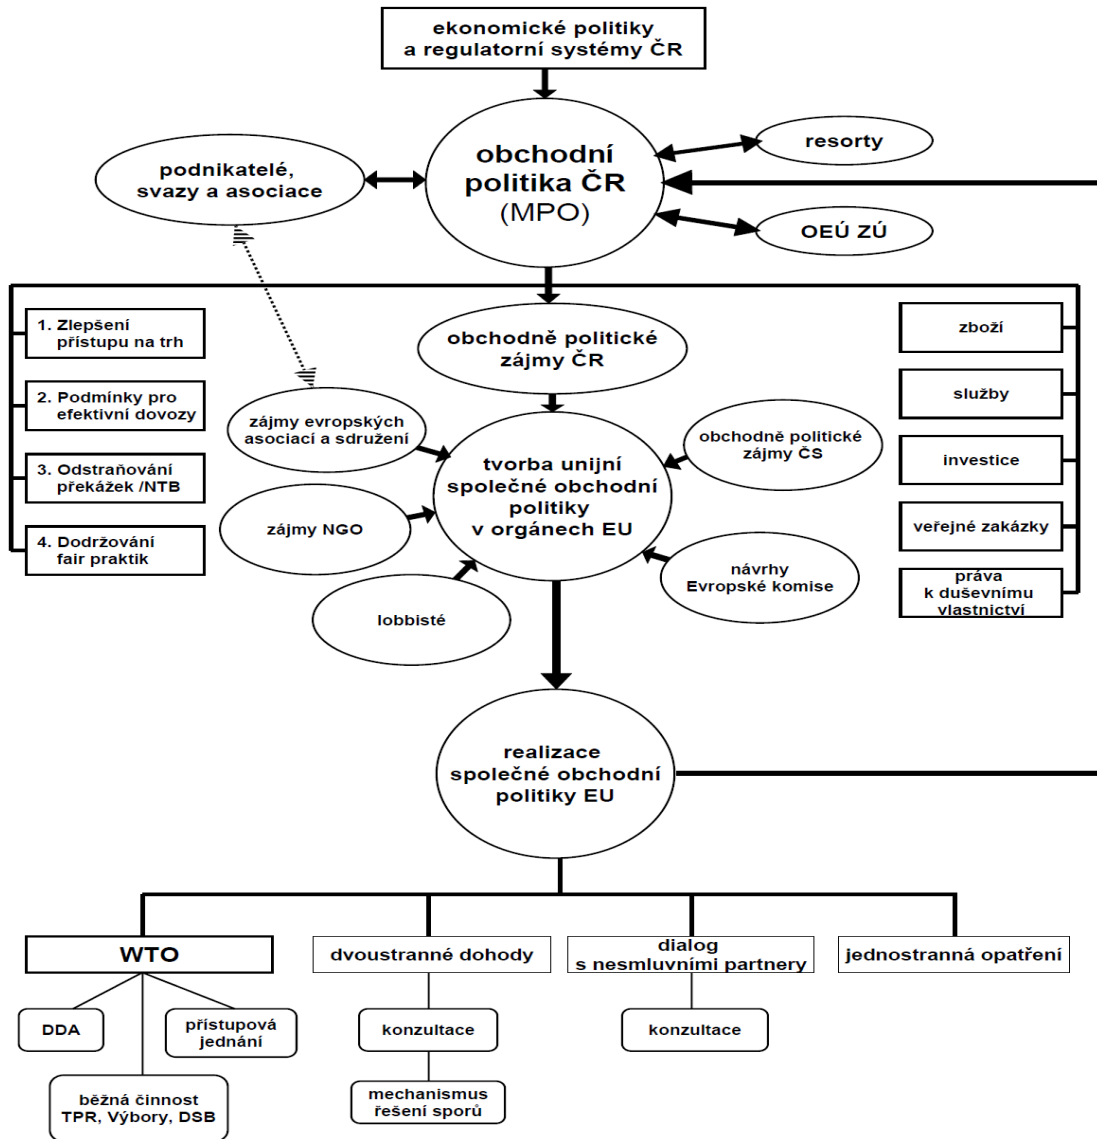 ekonomické politiky
a regulatorní systémy ČR
obchodní
politika ČR
(MPO)
resorty
podnikatelé,
svazy a asociace
OEÚ ZÚ
1. Zlepšení
přístupu na trh
2. Podmínky pro
efektivní dovozy
3. Odstraňování
překážek /NTB
4. Dodržování
fair praktik
obchodně politické
zájmy ČR
zájmy evropských
asociací a sdružení
zájmy NGO
lobbisté
tvorba unijní
společné obchodní
politiky
v orgánech EU
obchodně politické
zájmy ČS
návrhy
Evropské komise
zboží
služby
investice
veřejné zakázky
práva
k duševnímu
vlastnictví
realizace
společné obchodní
politiky EU
WTO
dvoustranné dohody
dialog
s nesmluvními partnery
jednostranná opatření
DDA
přístupová
jednání
konzultace
konzultace
běžná činnost
TPR, Výbory, DSB
mechanismus
řešení sporů